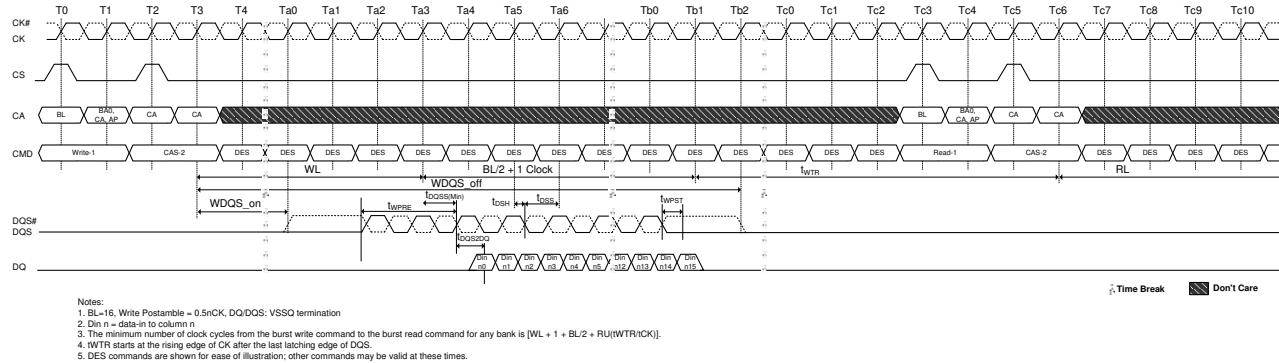 T0 T1 T2 T3 T4 Ta0 Ta1 Ta2 Ta3 Ta4 Ta5 Ta6 Tb0 Tb1 Tb2 Tc0 Tc1 Tc2 Tc3 Tc4 Tc5 Tc6 Tc7 Tc8 Tc9 Tc10
CK#
CK
CS
CA BL BA0, CA, AP CA CA BL BA0, CA, AP CA CA
CMD Write-1 CAS-2 DES DES DES DES DES DES DES DES DES DES DES DES DES DES Read-1 CAS-2 DES DES DES DES
WL BL/2 + 1 Clock tWTR RL
WDQS_off
WDQS_on tWPRE tDQSS(Min) tDSH tDSS tWPST
DQS#
DQS
tDQS2DQ
DQ Din n0 Din n1 Din n2 Din n3 Din n4 Din n5 Din n12 Din n13 Din n14 Din n15
Time Break Don't Care
Notes:
1. BL=16, Write Postamble = 0.5nCK, DQ/DQS: VSSQ termination
2. Din n = data-in to column n
3. The minimum number of clock cycles from the burst write command to the burst read command for any bank is [WL + 1 + BL/2 + RU(tWTR/tCK)].
4. tWTR starts at the rising edge of CK after the last latching edge of DQS.
5. DES commands are shown for ease of illustration; other commands may be valid at these times.